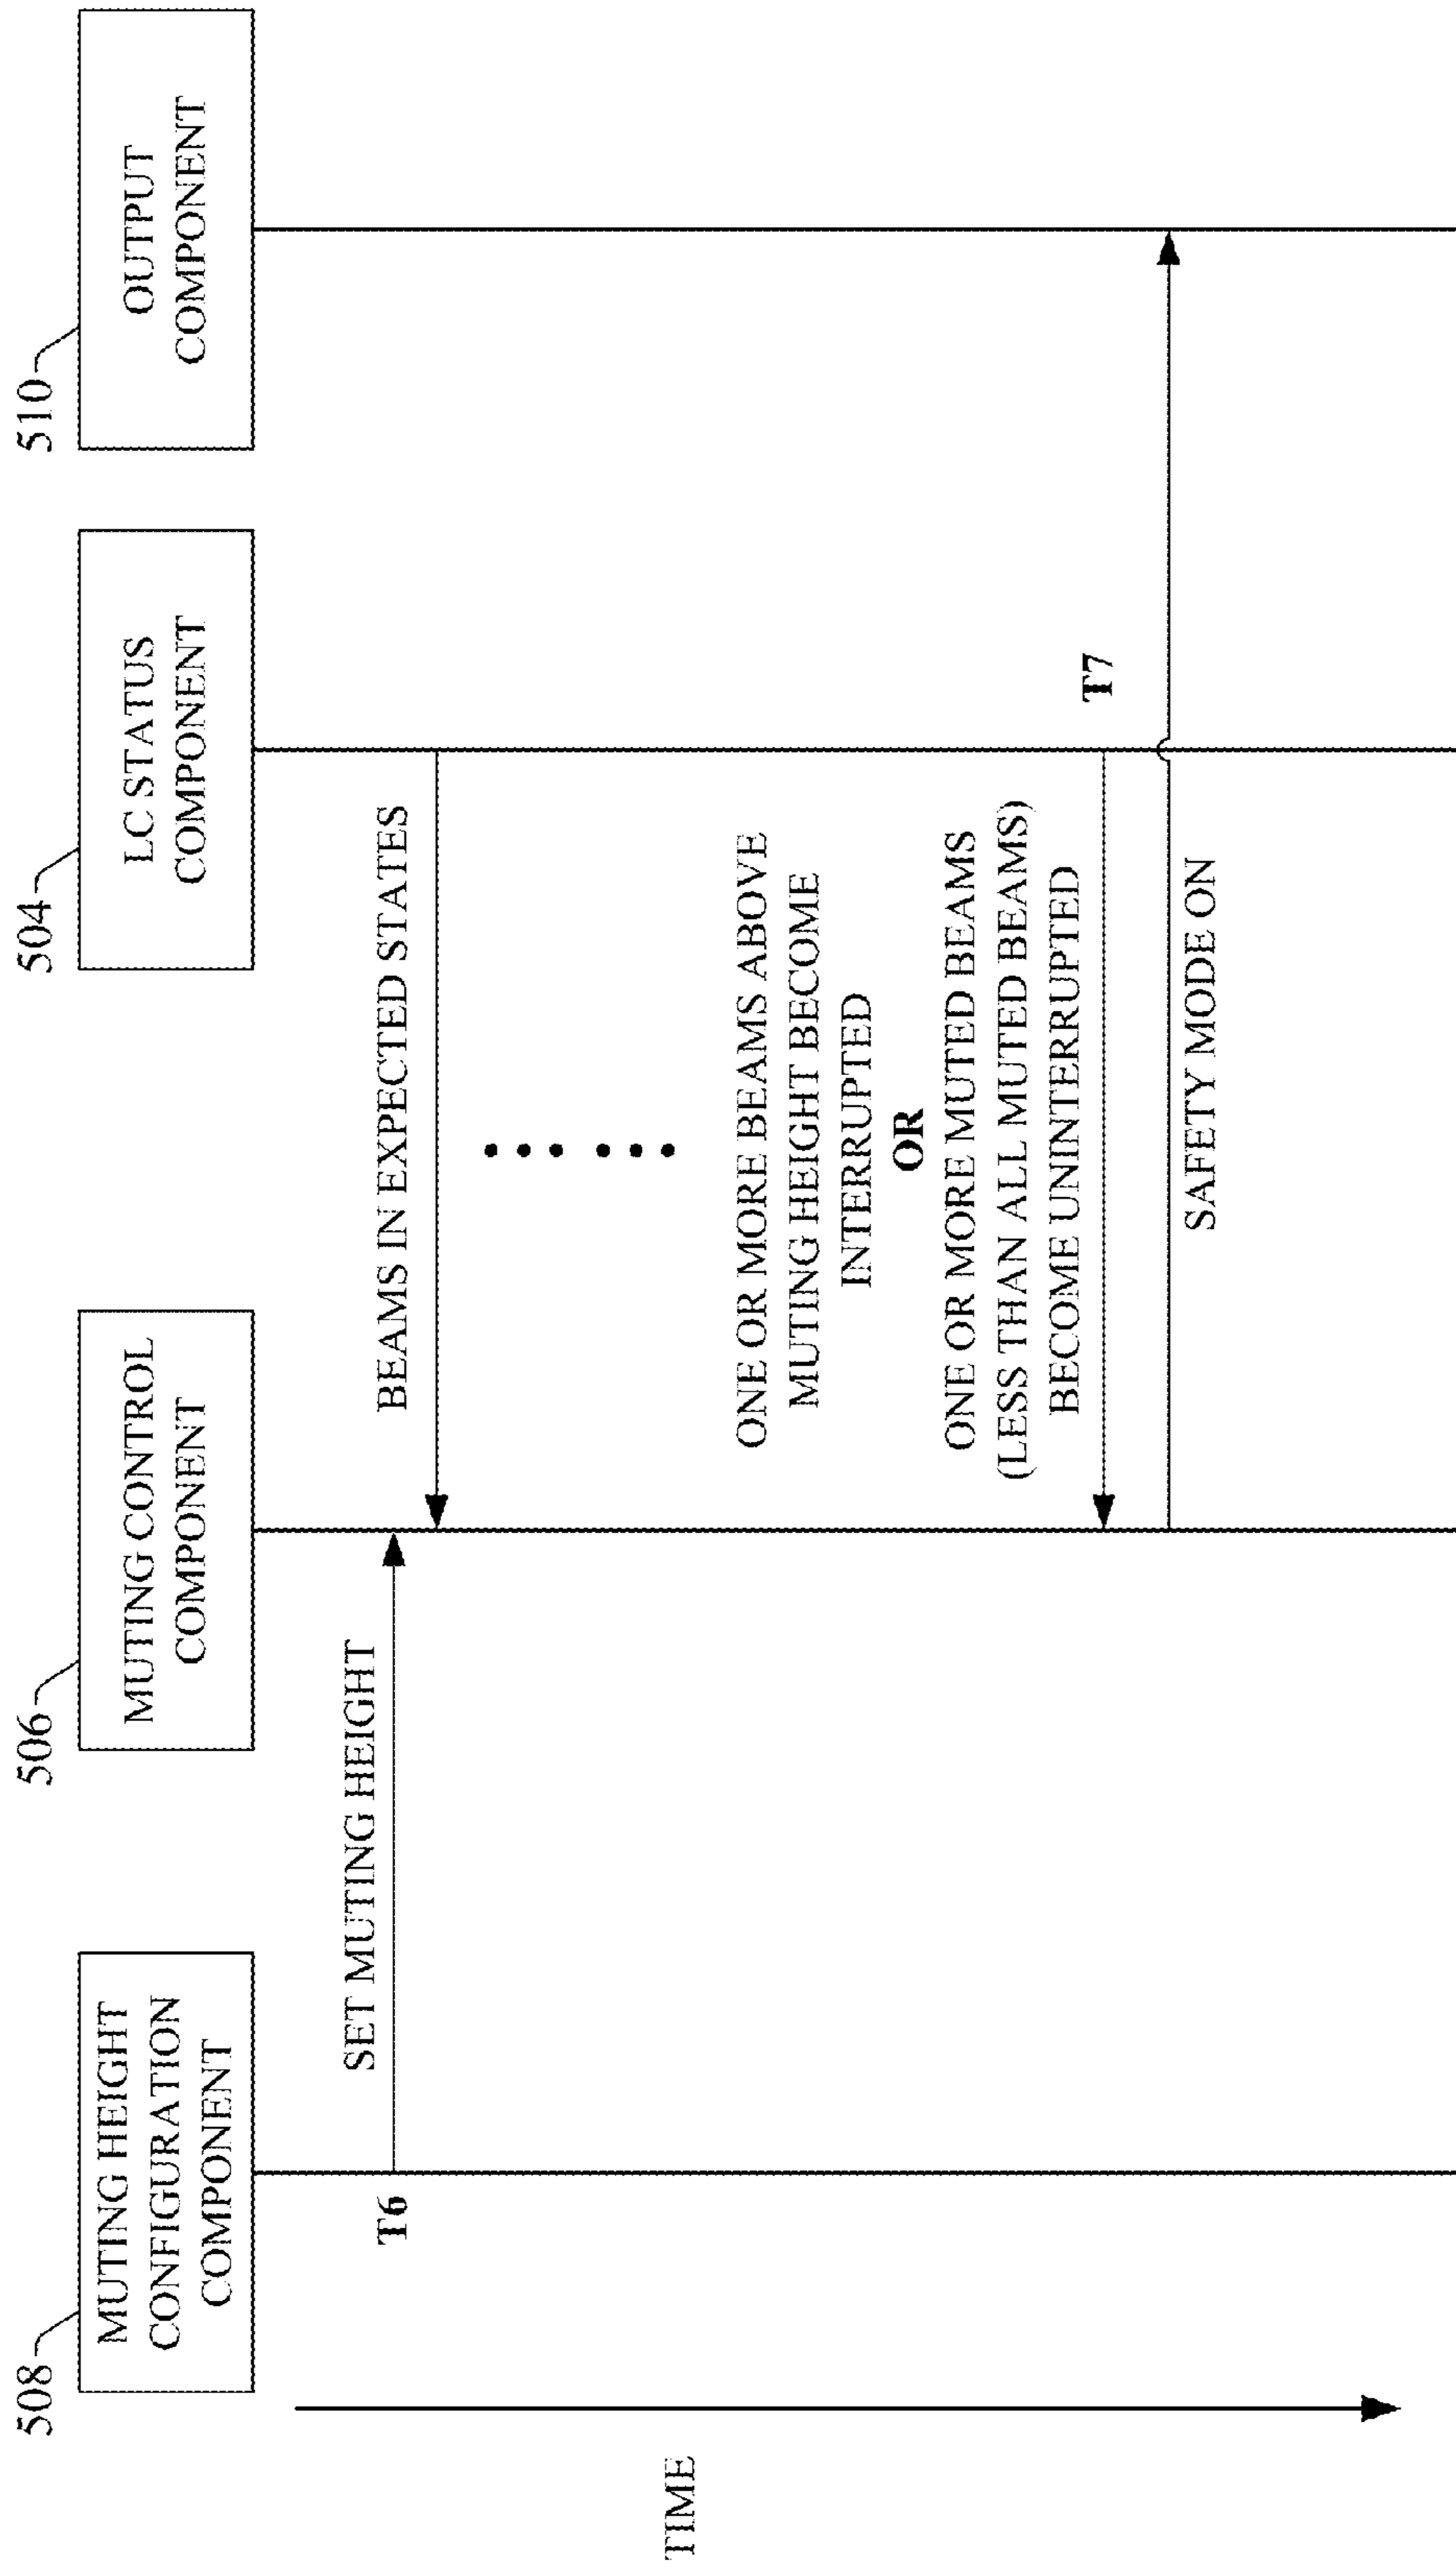 508
MUTING HEIGHT
CONFIGURATION
COMPONENT
506
MUTING CONTROL
COMPONENT
504
LC STATUS
COMPONENT
510
OUTPUT
COMPONENT
TIME
T6
SET MUTING HEIGHT
BEAMS IN EXPECTED STATES
ONE OR MORE BEAMS ABOVE
MUTING HEIGHT BECOME
INTERRUPTED
OR
ONE OR MORE MUTED BEAMS
(LESS THAN ALL MUTED BEAMS)
BECOME UNINTERRUPTED
T7
SAFETY MODE ON